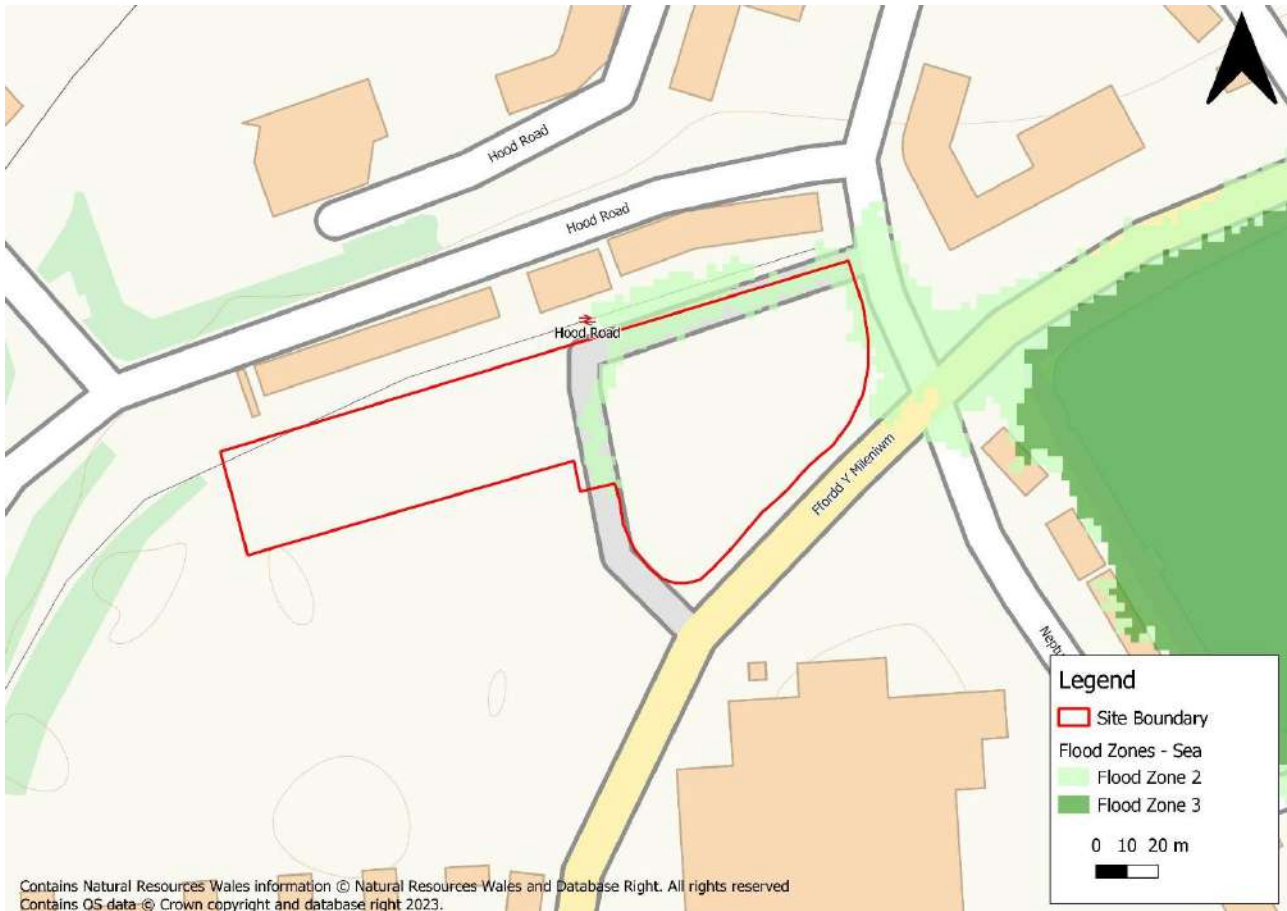 Hood Road
Hood Road
Hood Road
Ffordd Y Mileniwm
Legend
Site Boundary
Flood Zones - Sea
Flood Zone 2
Flood Zone 3
0 10 20 m
Contains Natural Resources Wales information © Natural Resources Wales and Database Right. All rights reserved
Contains OS data © Crown copyright and database right 2023.